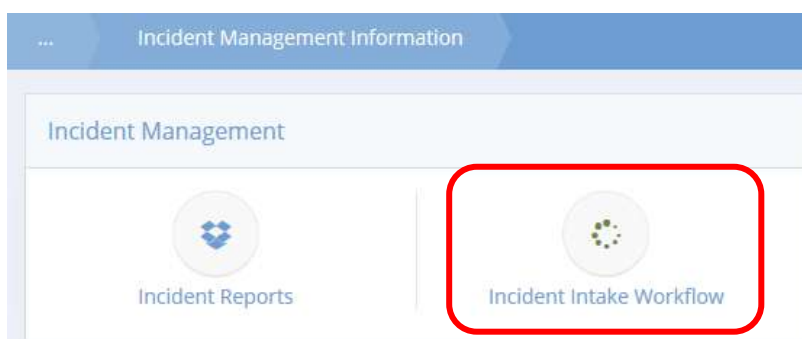 ... Incident Management Information
Incident Management
Incident Reports
Incident Intake Workflow